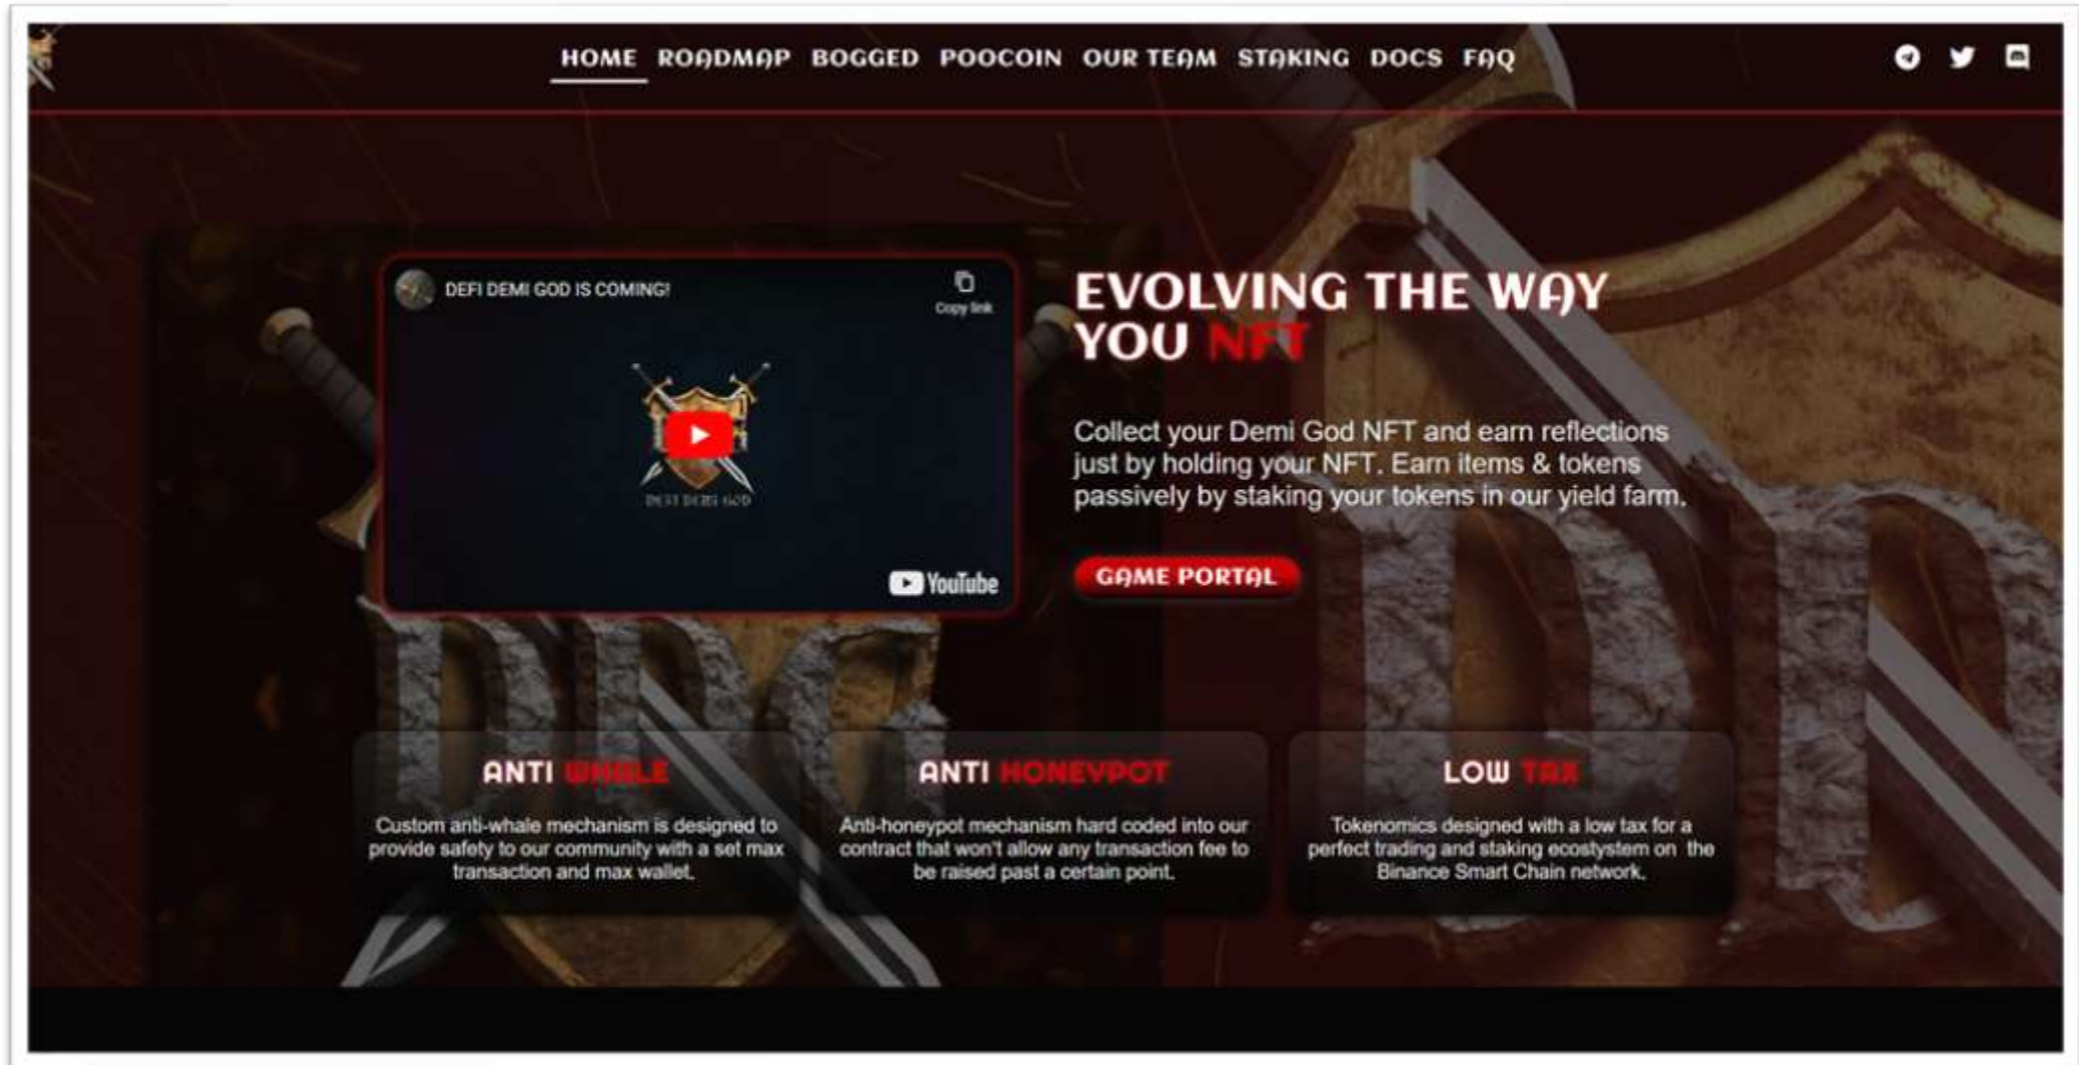 HOME ROADMAP BOGGED POOCOIN OUR TEAM STAKING DOCS FAQ
DEFI DEMI GOD IS COMING!
Copy link
DEFI DEMI GOD
YouTube
EVOLVING THE WAY
YOU NFT
Collect your Demi God NFT and earn reflections
just by holding your NFT. Earn items & tokens
passively by staking your tokens in our yield farm.
GAME PORTAL
DDG
ANTI WHALE
Custom anti-whale mechanism is designed to
provide safety to our community with a set max
transaction and max wallet.
ANTI HONEYPOT
Anti-honeypot mechanism hard coded into our
contract that won't allow any transaction fee to
be raised past a certain point.
LOW TAX
Tokenomics designed with a low tax for a
perfect trading and staking ecostystem on the
Binance Smart Chain network.